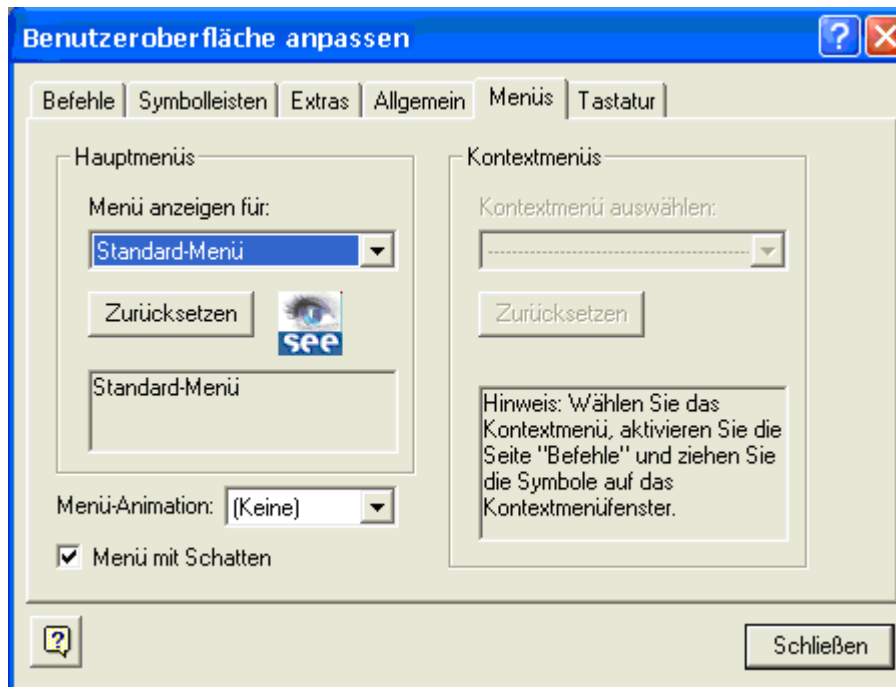 Benutzeroberfläche anpassen
?
Befehle Symbolleisten Extras Allgemein Menüs Tastatur
Hauptmenüs
Menü anzeigen für:
Standard-Menü
Zurücksetzen
see
Standard-Menü
Menü-Animation: (Keine)
Menü mit Schatten
Kontextmenüs
Kontextmenü auswählen:
Zurücksetzen
Hinweis: Wählen Sie das
Kontextmenü, aktivieren Sie die
Seite "Befehle" und ziehen Sie
die Symbole auf das
Kontextmenüfenster.
?
Schließen